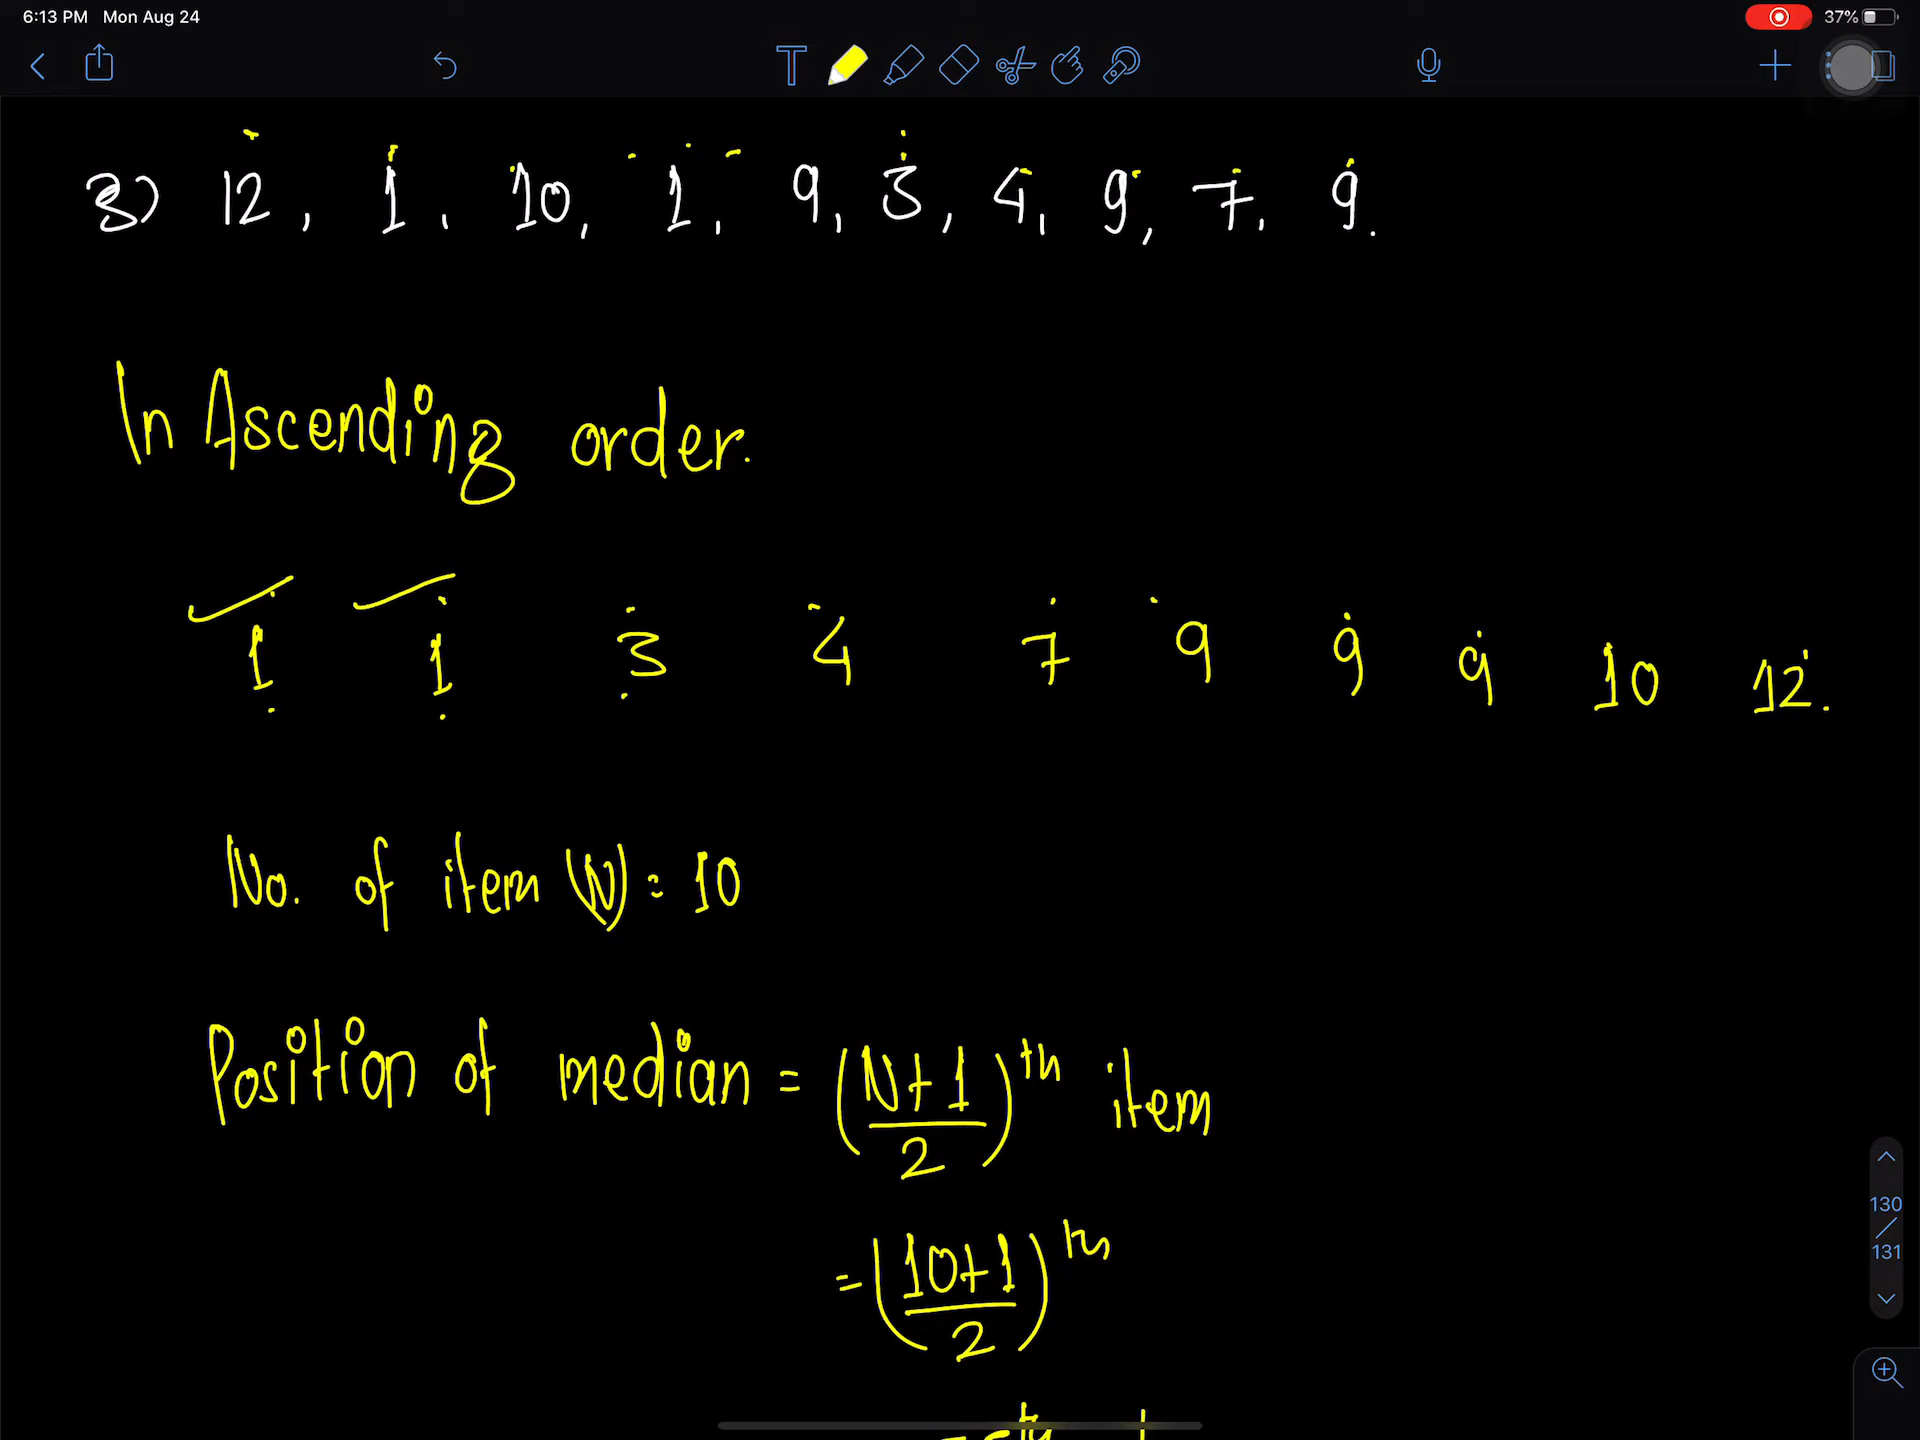 6:13 PM Mon Aug 24 37%
3) 12, 1, 10, 1, 9, 3, 4, 9, 7, 9.
In Ascending order.
1 1 3 4 7 9 9 9 10 12.
No. of item (N) = 10
Position of median = (N+1/2)th item
130
/
131
= (10+1/2)th